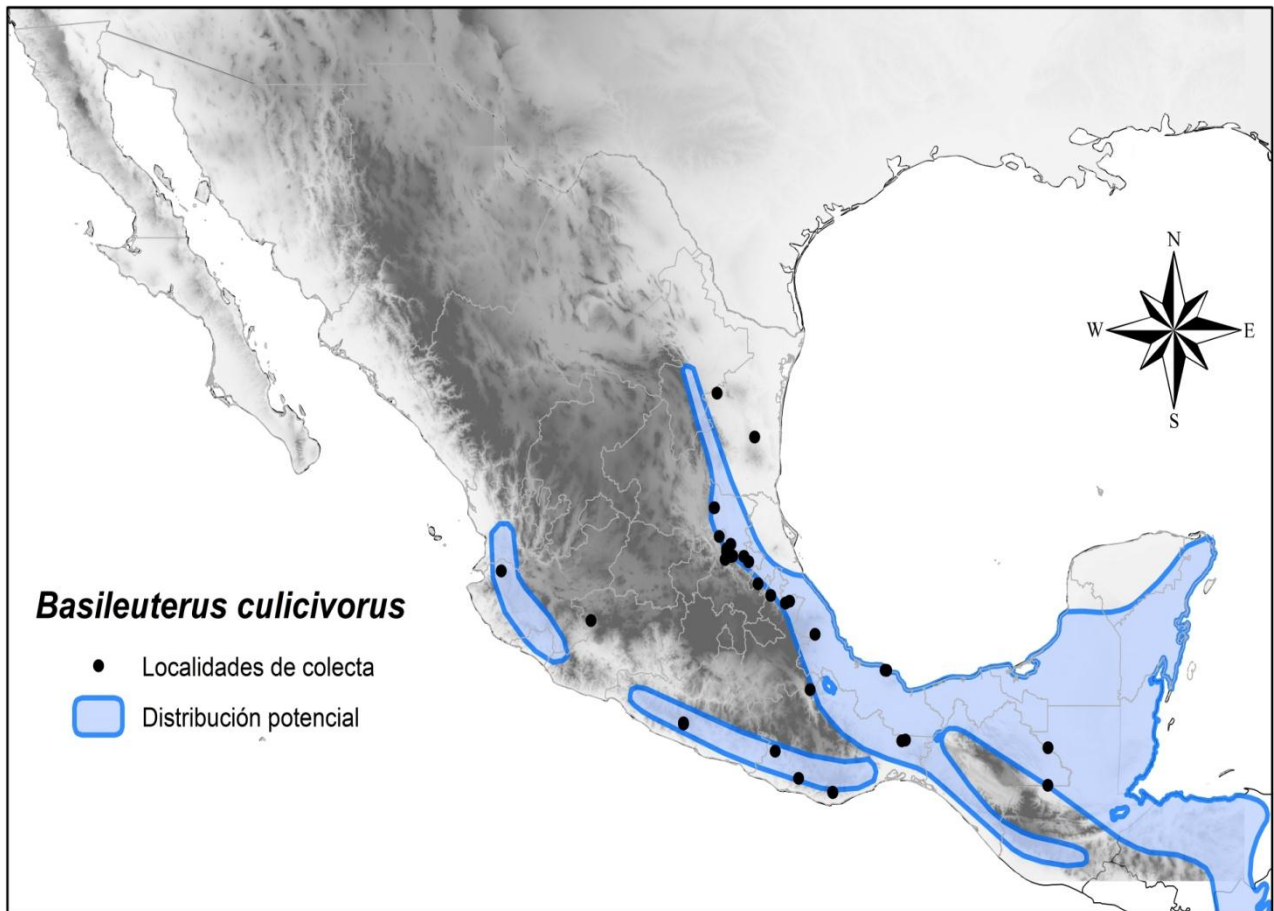 N
W
E
S
Basileuterus culicivorus
Localidades de colecta
Distribución potencial